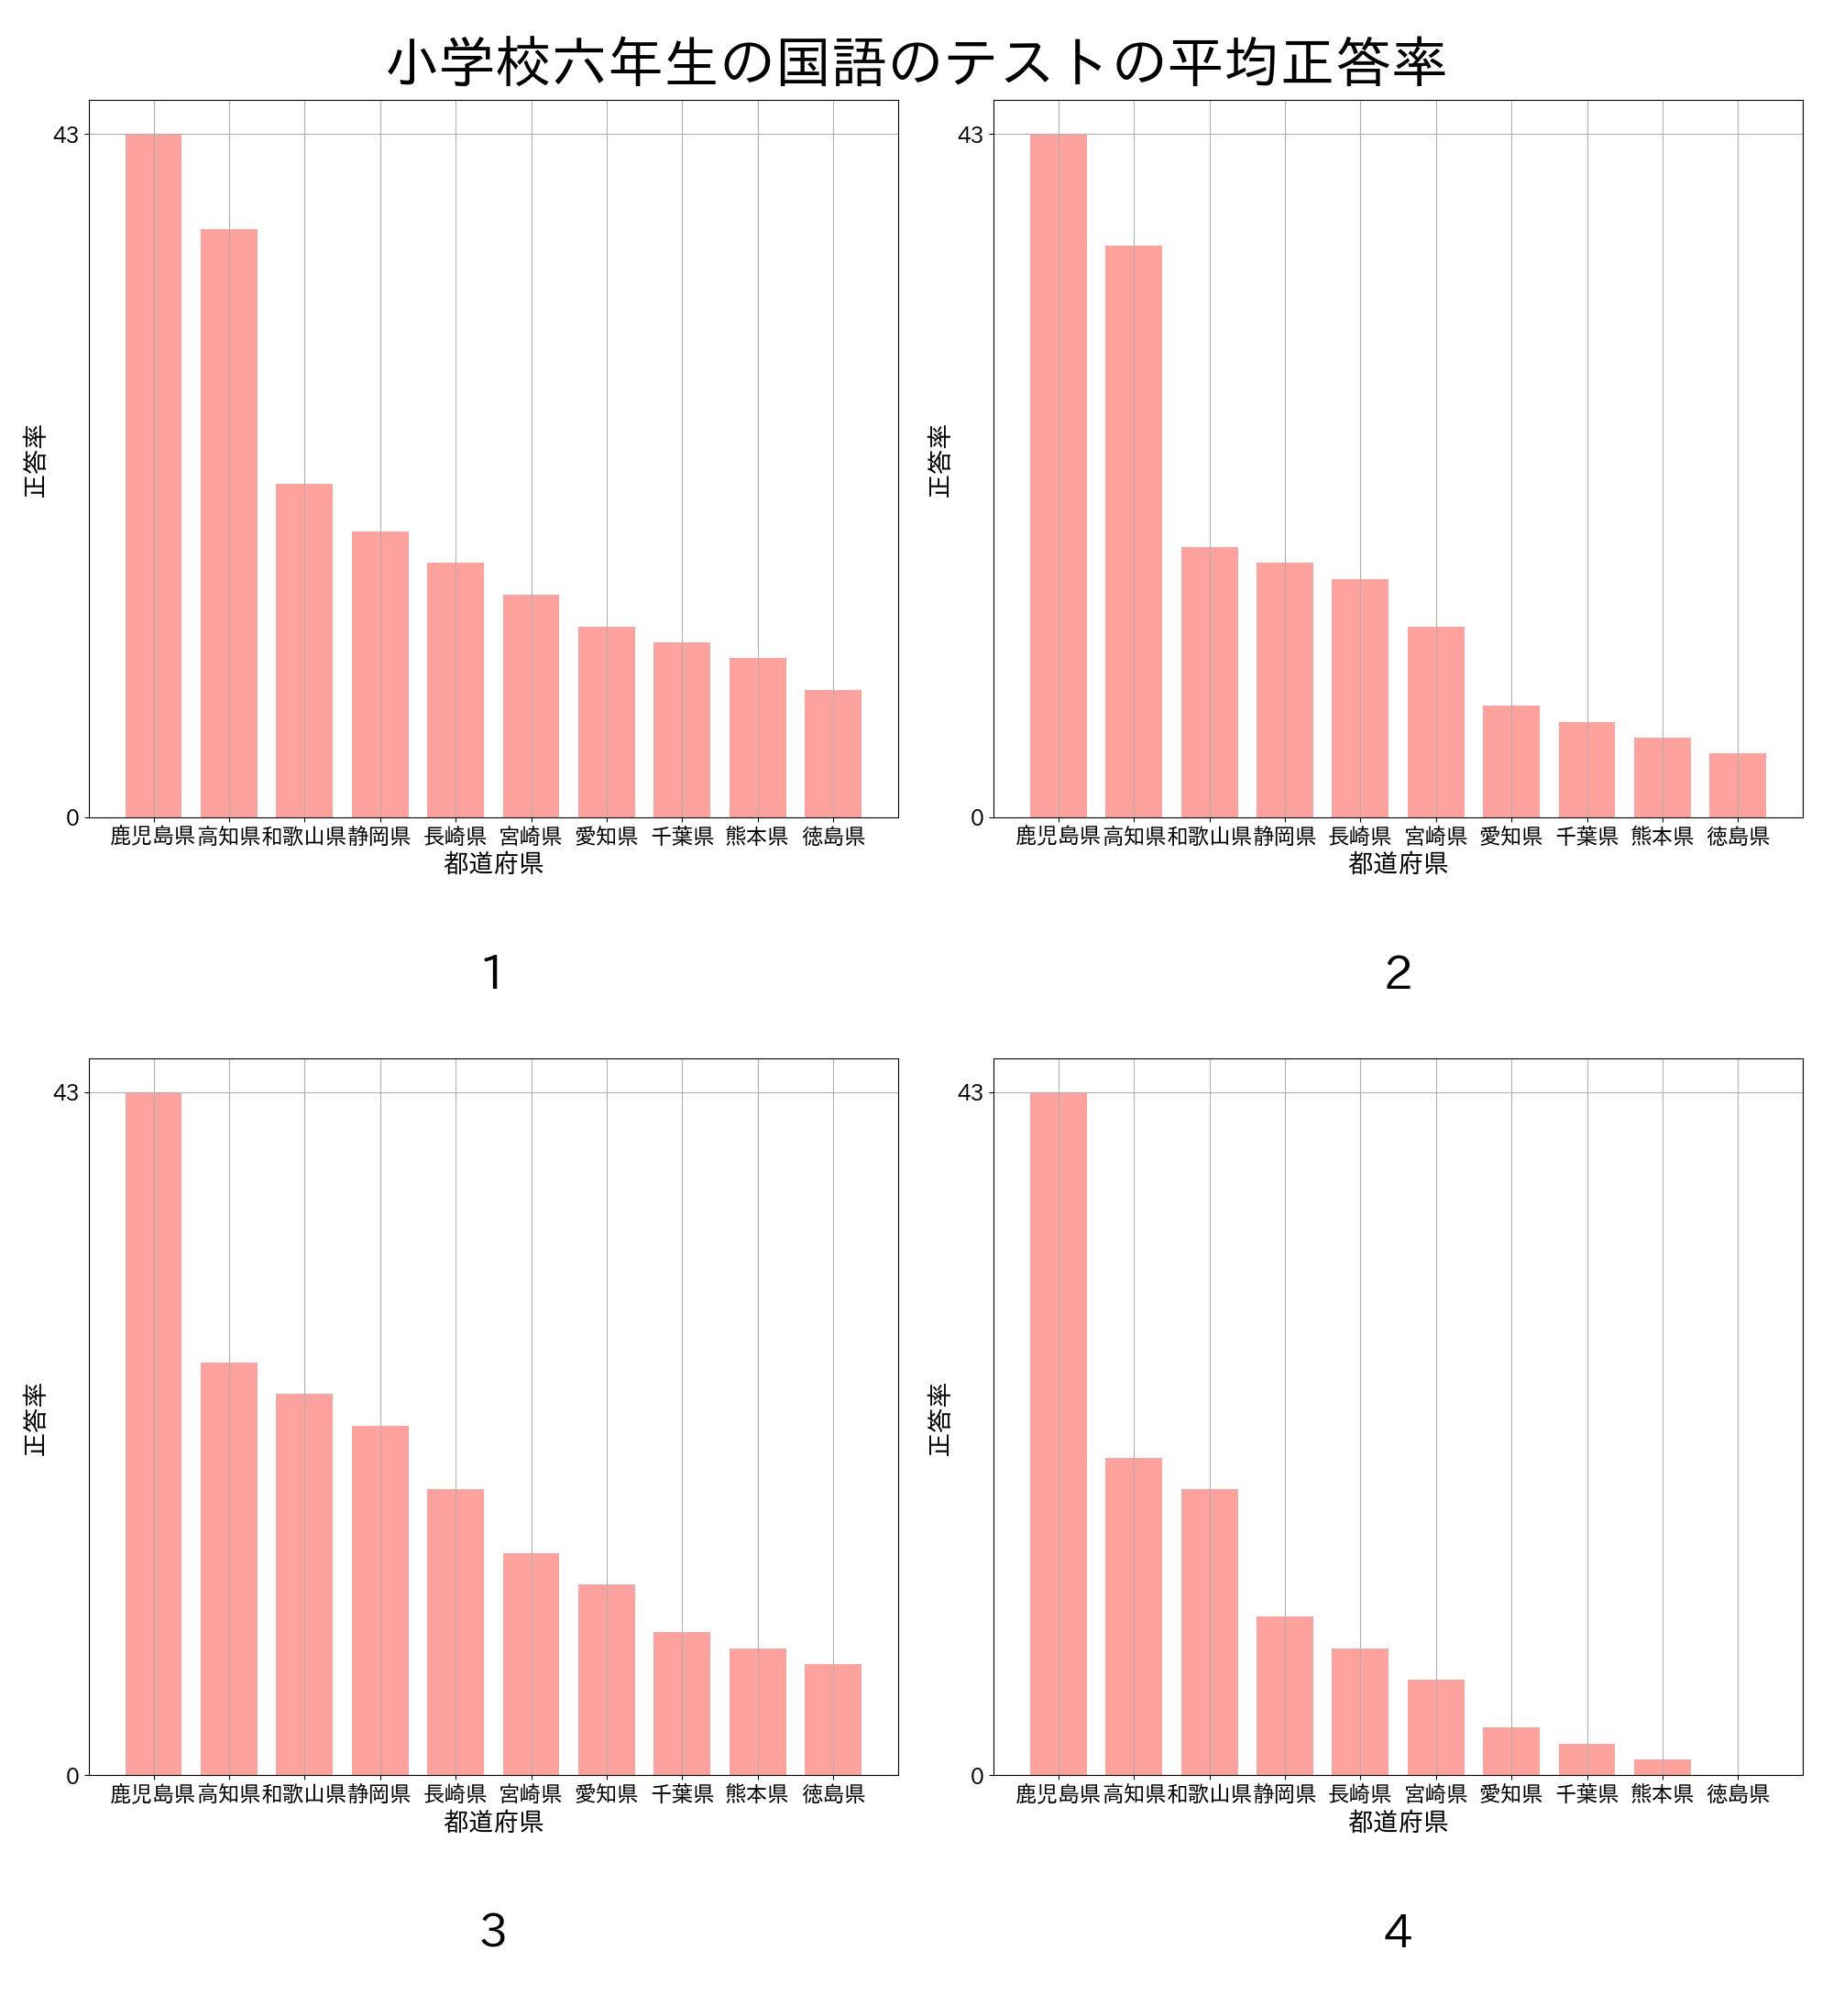 小学校六年生の国語のテストの平均正答率
43
0
正答率
鹿児島県 高知県 和歌山県 静岡県 長崎県 宮崎県 愛知県 千葉県 熊本県 徳島県
都道府県
1
43
0
正答率
鹿児島県 高知県 和歌山県 静岡県 長崎県 宮崎県 愛知県 千葉県 熊本県 徳島県
都道府県
2
43
0
正答率
鹿児島県 高知県 和歌山県 静岡県 長崎県 宮崎県 愛知県 千葉県 熊本県 徳島県
都道府県
3
43
0
正答率
鹿児島県 高知県 和歌山県 静岡県 長崎県 宮崎県 愛知県 千葉県 熊本県 徳島県
都道府県
4